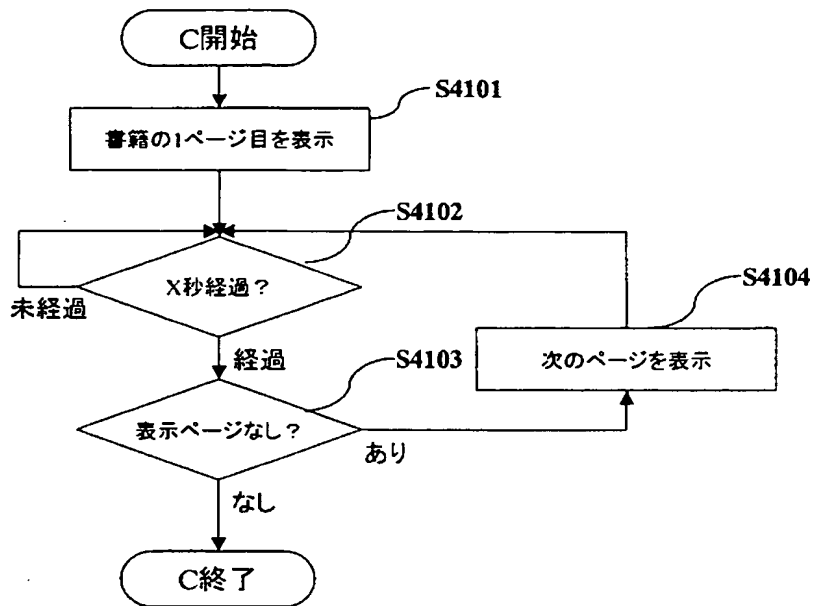 C開始
S4101
書籍の1ページ目を表示
S4102
X秒経過?
未経過
S4104
次のページを表示
経過
S4103
表示ページなし?
あり
なし
C終了